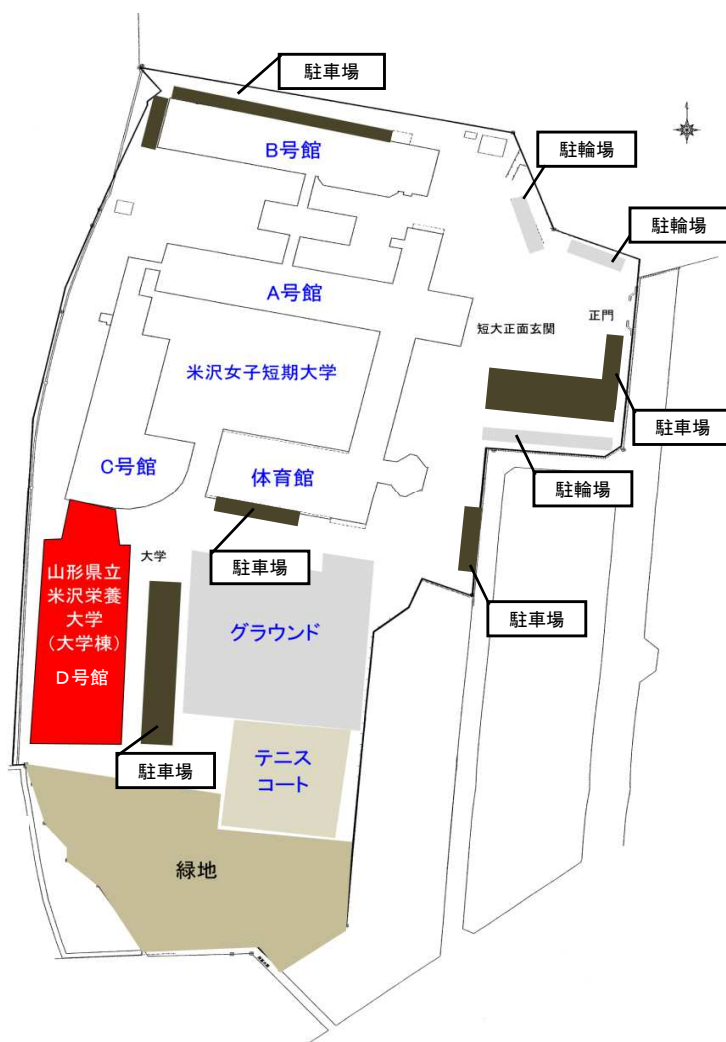 駐車場
B号館
駐輪場
駐輪場
A号館
正門
短大正面玄関
米沢女子短期大学
駐車場
C号館
体育館
駐輪場
大学
駐車場
山形県立
米沢栄養
大学
（大学棟）
D号館
駐車場
グラウンド
駐車場
テニス
コート
緑地